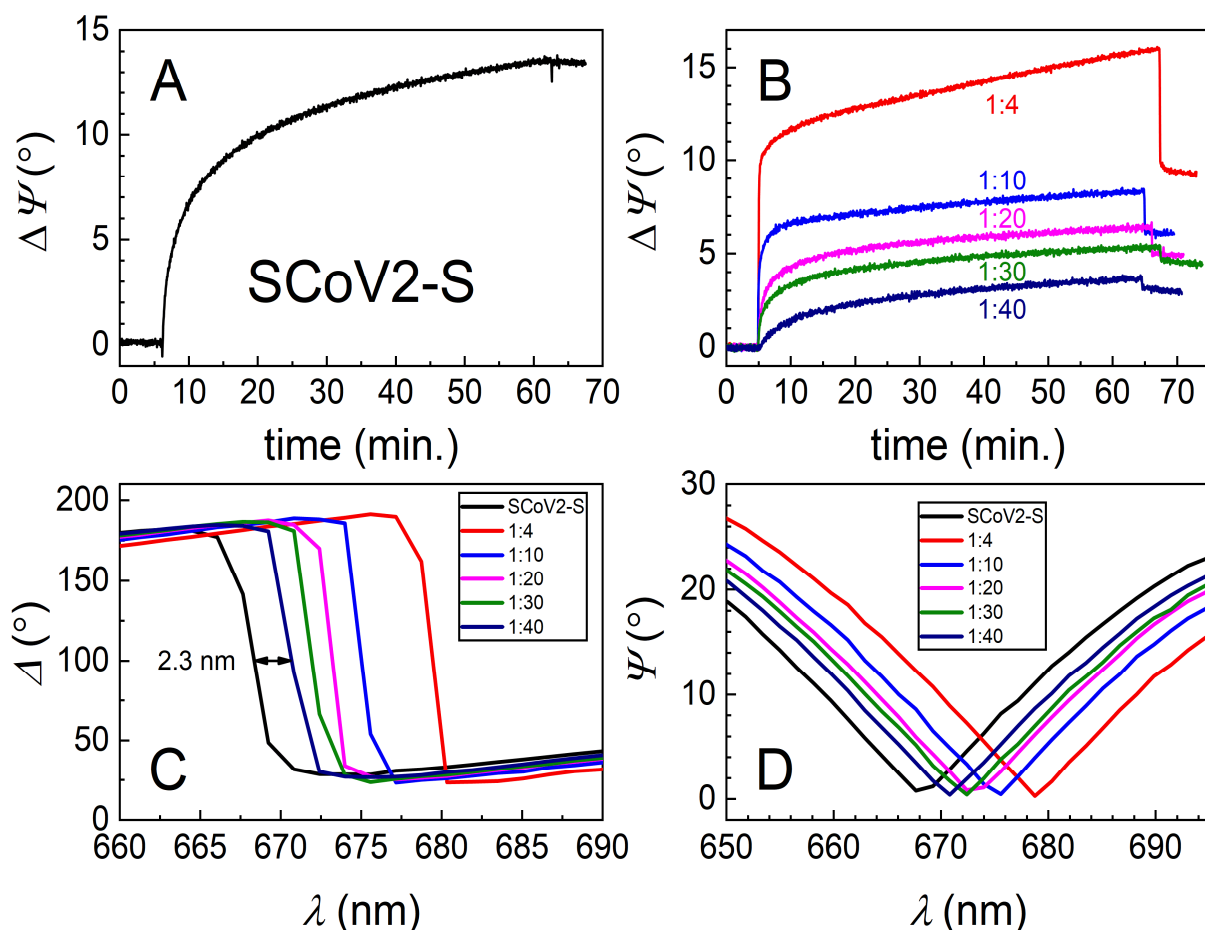 A
SCoV2-S
15
10
5
0
Δ Ψ (°)
0 10 20 30 40 50 60 70
time (min.)
B
1:4
1:10
1:20
1:30
1:40
15
10
5
0
Δ Ψ (°)
0 10 20 30 40 50 60 70
time (min.)
200
150
100
50
0
Δ (°)
SCoV2-S
1:4
1:10
1:20
1:30
1:40
2.3 nm
C
660 665 670 675 680 685 690
λ (nm)
30
20
10
0
Ψ (°)
SCoV2-S
1:4
1:10
1:20
1:30
1:40
D
650 660 670 680 690
λ (nm)